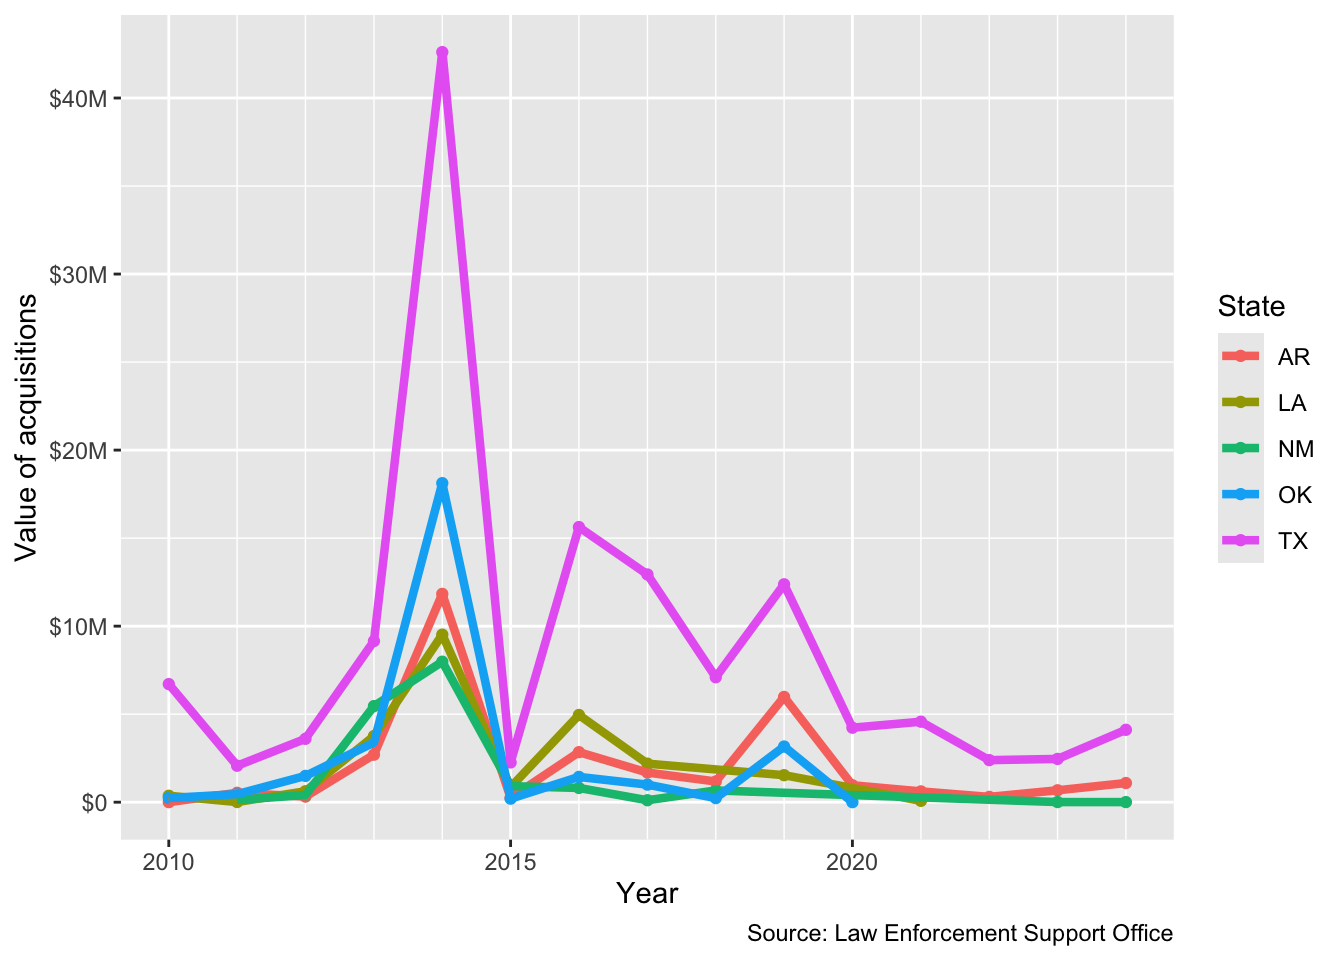 $40M
$30M
$20M
$10M
$0
Value of acquisitions
2010 2015 2020
Year
State
AR
LA
NM
OK
TX
Source: Law Enforcement Support Office